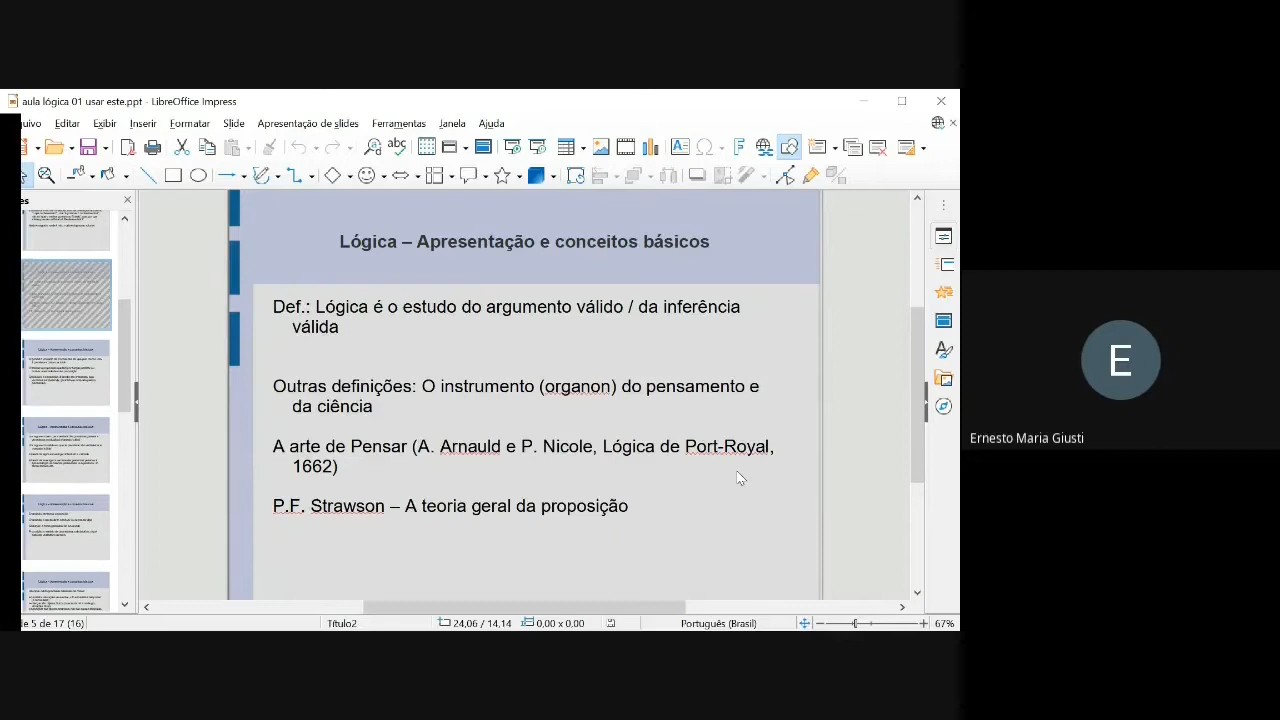 aula lógica 01 usar este.ppt - LibreOffice Impress
uivo Editar Exibir Inserir Formatar Slide Apresentação de slides Ferramentas Janela Ajuda
es
Lógica – Apresentação e conceitos básicos
Def.: Lógica é o estudo do argumento válido / da inferência
válida
Outras definições: O instrumento (organon) do pensamento e
da ciência
A arte de Pensar (A. Arnauld e P. Nicole, Lógica de Port-Royal,
1662)
P.F. Strawson – A teoria geral da proposição
E
Ernesto Maria Giusti
e 5 de 17 (16) Título2 24,06 / 14,14 0,00 x 0,00 Português (Brasil) 67%